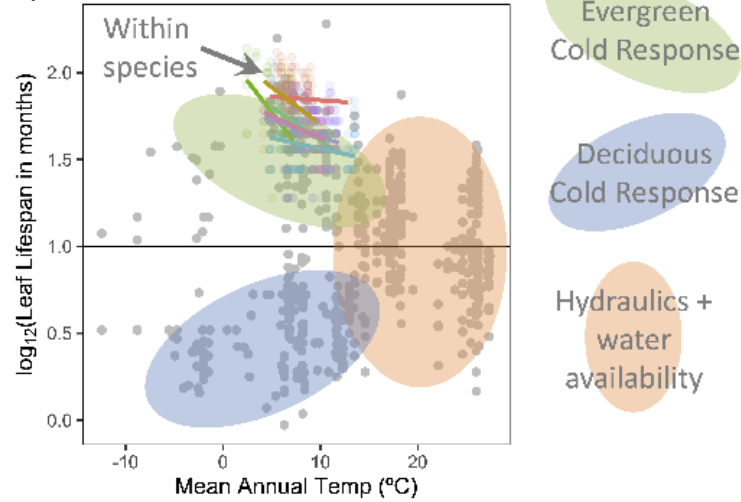 Within
species
log12(Leaf Lifespan in months)
2.0
1.5
1.0
0.5
0.0
-10
0
10
20
Mean Annual Temp (ºC)
Evergreen
Cold Response
Deciduous
Cold Response
Hydraulics +
water
availability